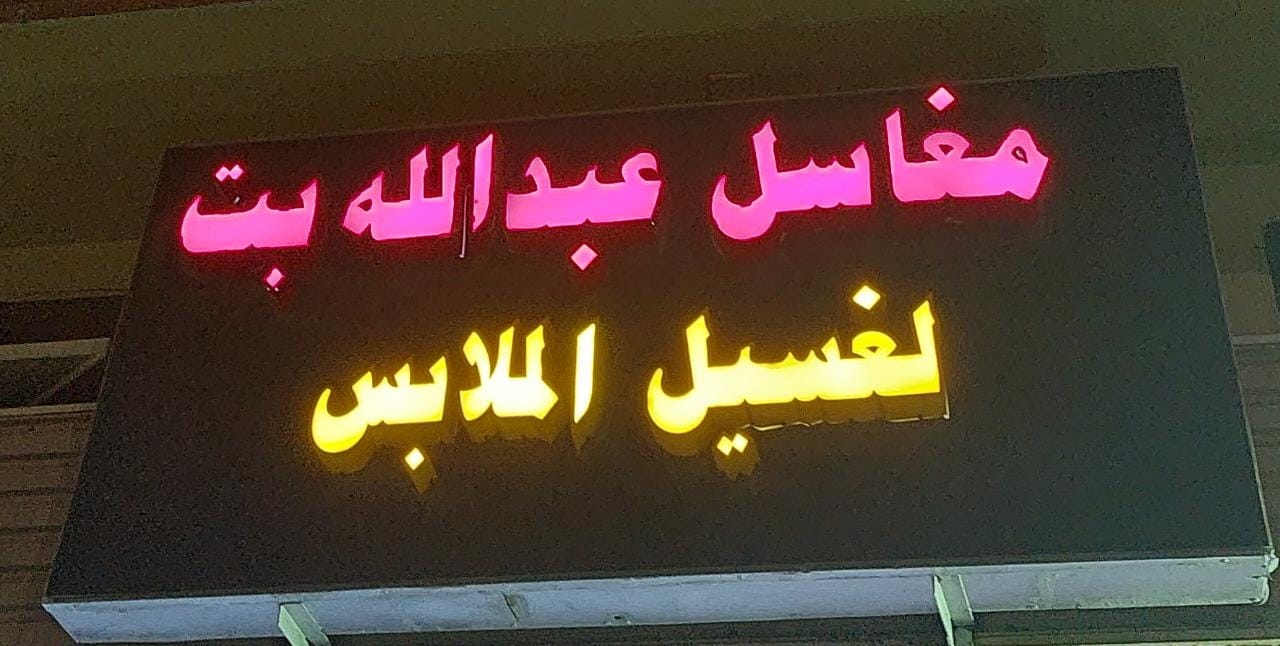 مغاسل عبدالله بت
لغسيل الملابس